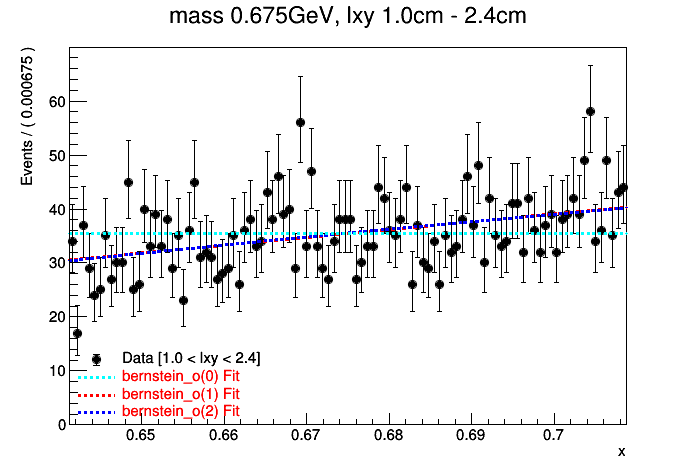 mass 0.675GeV, lxy 1.0cm - 2.4cm
Events / ( 0.000675 )
60
50
40
30
20
10
0
Data [1.0 < lxy < 2.4]
bernstein_o(0) Fit
bernstein_o(1) Fit
bernstein_o(2) Fit
0.65 0.66 0.67 0.68 0.69 0.7
x